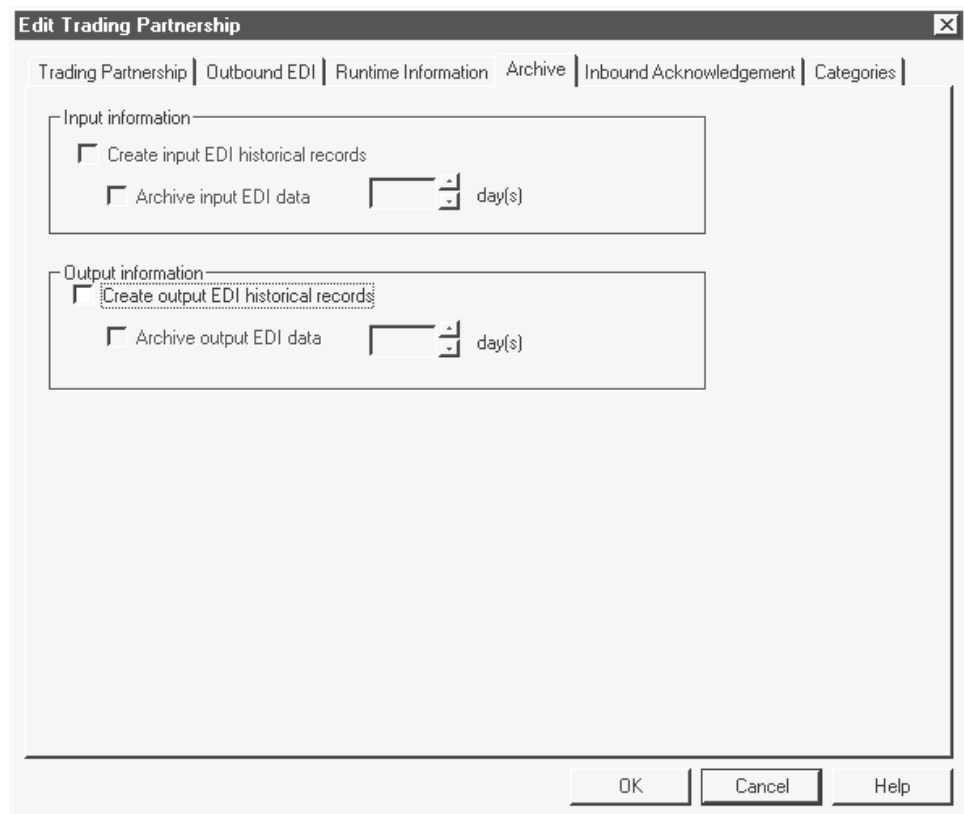 Edit Trading Partnership
Trading Partnership Outbound EDI Runtime Information Archive Inbound Acknowledgement Categories
Input information
Create input EDI historical records
Archive input EDI data day(s)
Output information
Create output EDI historical records
Archive output EDI data day(s)
OK Cancel Help